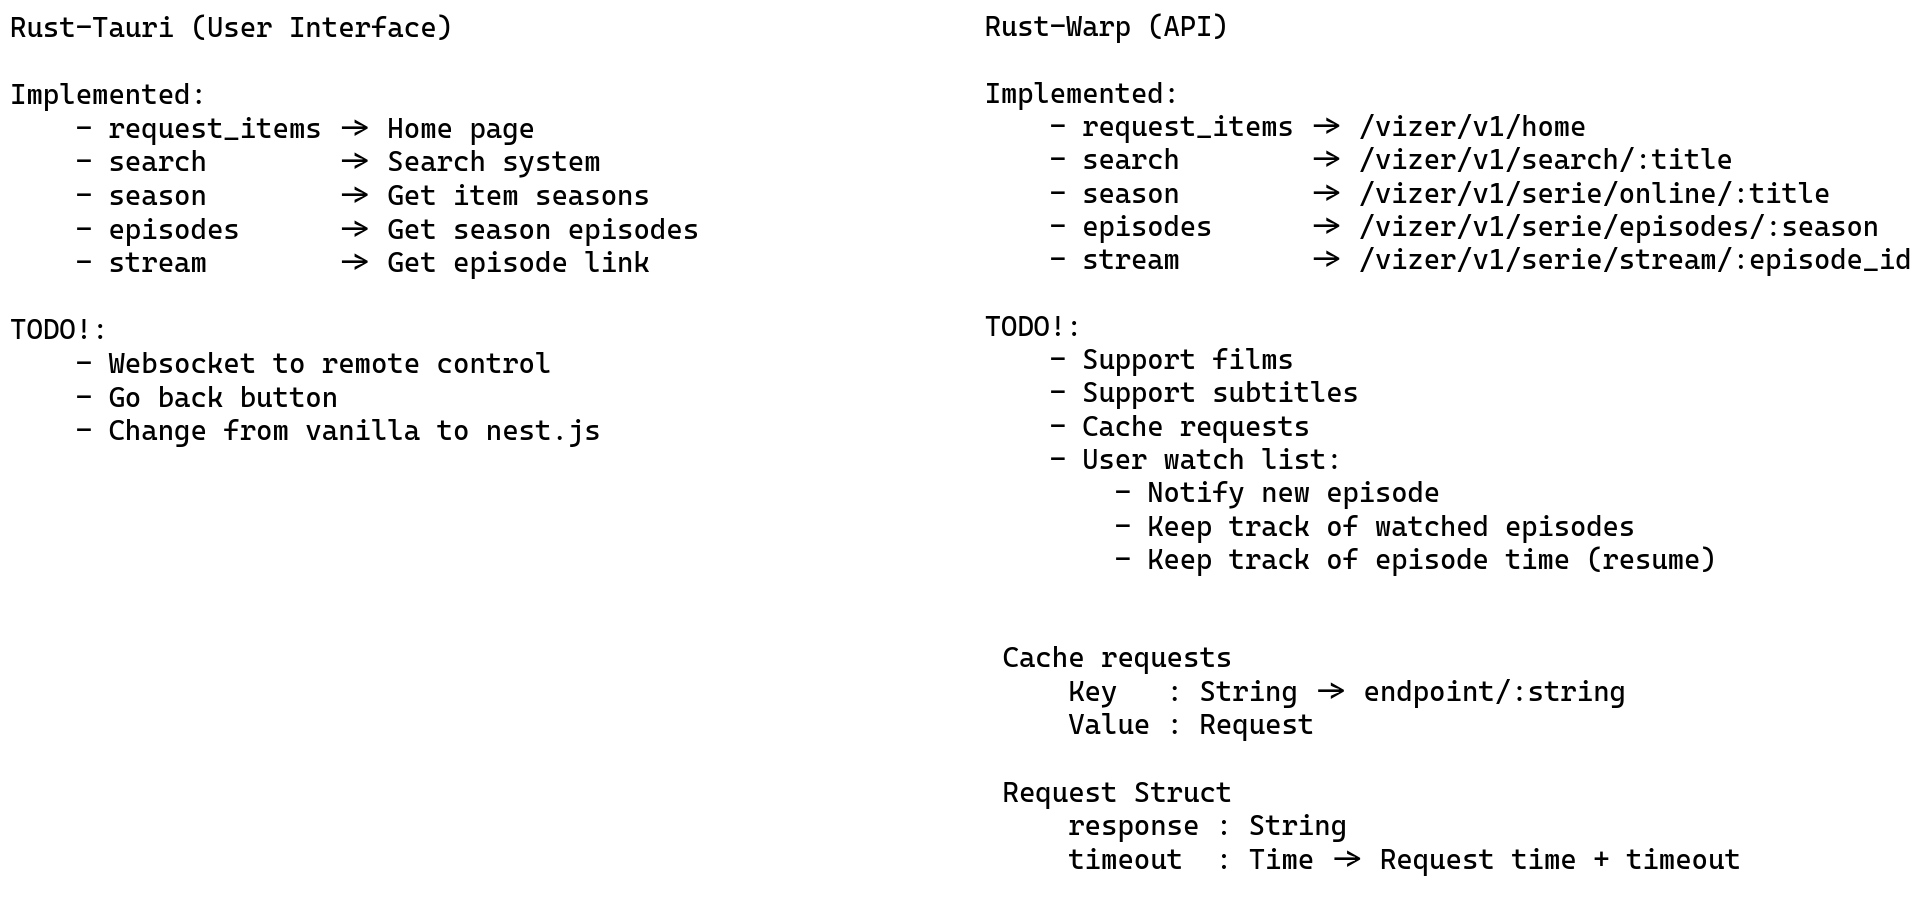 Rust-Tauri (User Interface)
Implemented:
- request_items -> Home page
- search -> Search system
- season -> Get item seasons
- episodes -> Get season episodes
- stream -> Get episode link
TODO!:
- Websocket to remote control
- Go back button
- Change from vanilla to nest.js
Rust-Warp (API)
Implemented:
- request_items -> /vizer/v1/home
- search -> /vizer/v1/search/:title
- season -> /vizer/v1/serie/online/:title
- episodes -> /vizer/v1/serie/episodes/:season
- stream -> /vizer/v1/serie/stream/:episode_id
TODO!:
- Support films
- Support subtitles
- Cache requests
- User watch list:
- Notify new episode
- Keep track of watched episodes
- Keep track of episode time (resume)
Cache requests
Key : String -> endpoint/:string
Value : Request
Request Struct
response : String
timeout : Time -> Request time + timeout